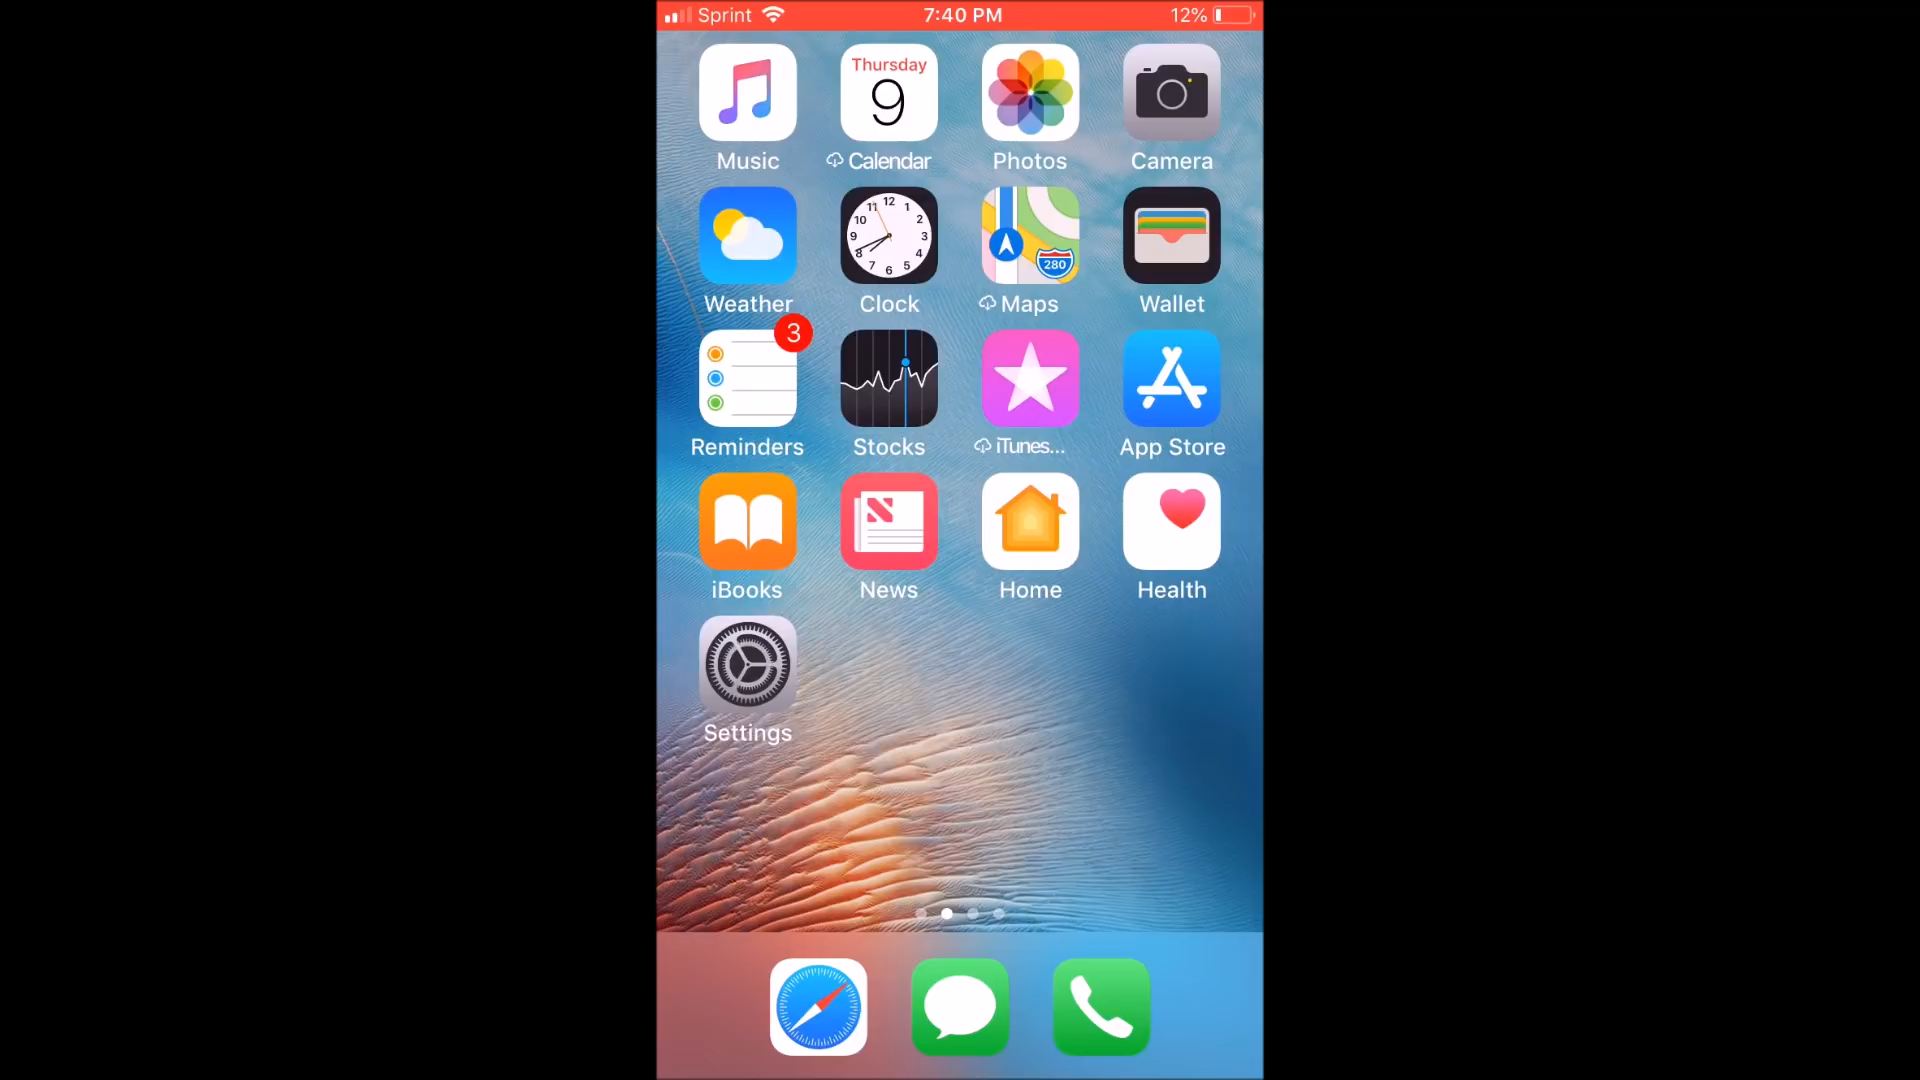 Sprint 7:40 PM 12%
Thursday
9
Music Calendar Photos Camera
12
11 1
10 2
9 3
8 4
7 5
6
280
Weather Clock Maps Wallet
3
Reminders Stocks iTunes... App Store
iBooks News Home Health
Settings